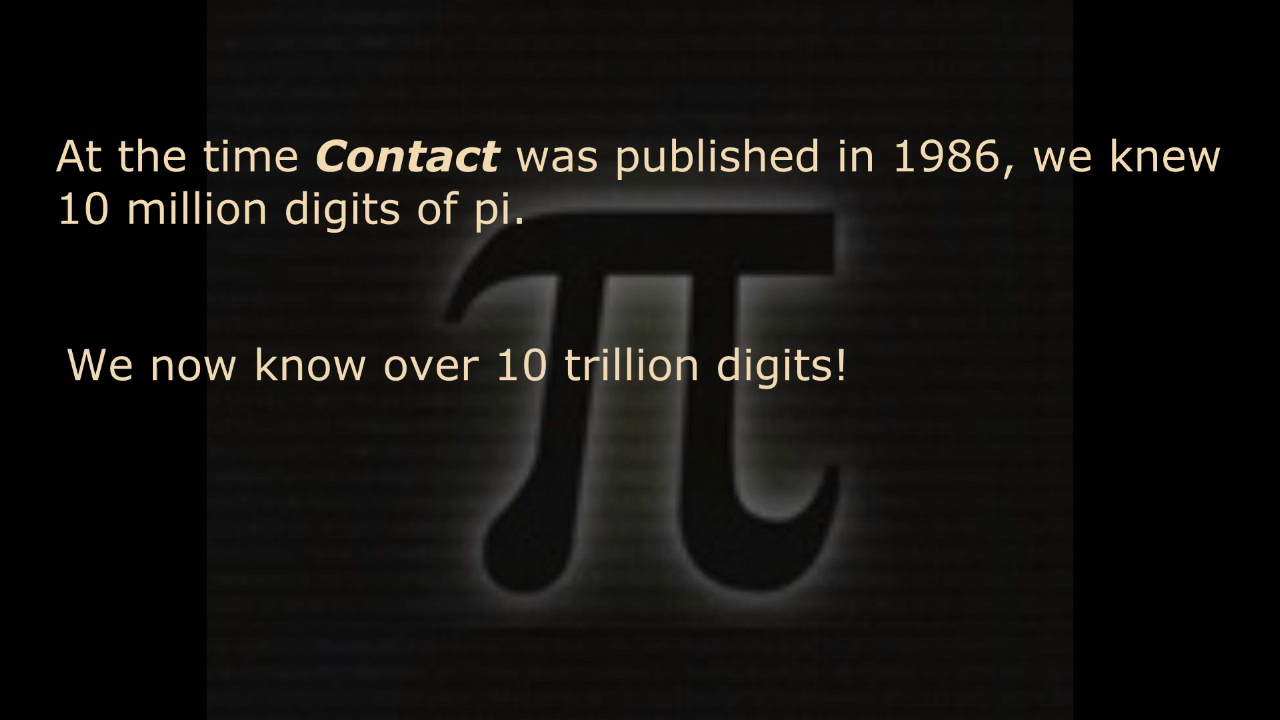 At the time Contact was published in 1986, we knew
10 million digits of pi.
We now know over 10 trillion digits!
π